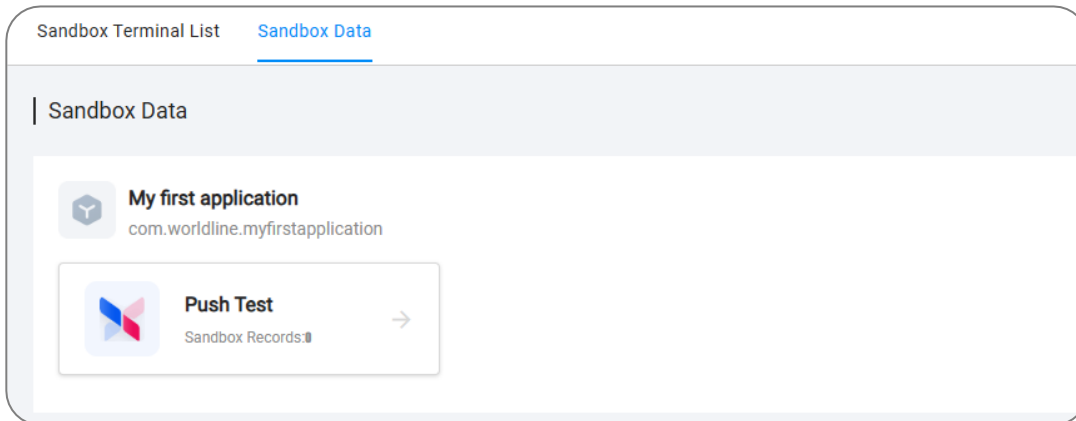 Sandbox Terminal List Sandbox Data
Sandbox Data
My first application
com.worldline.myfirstapplication
Push Test
Sandbox Records: